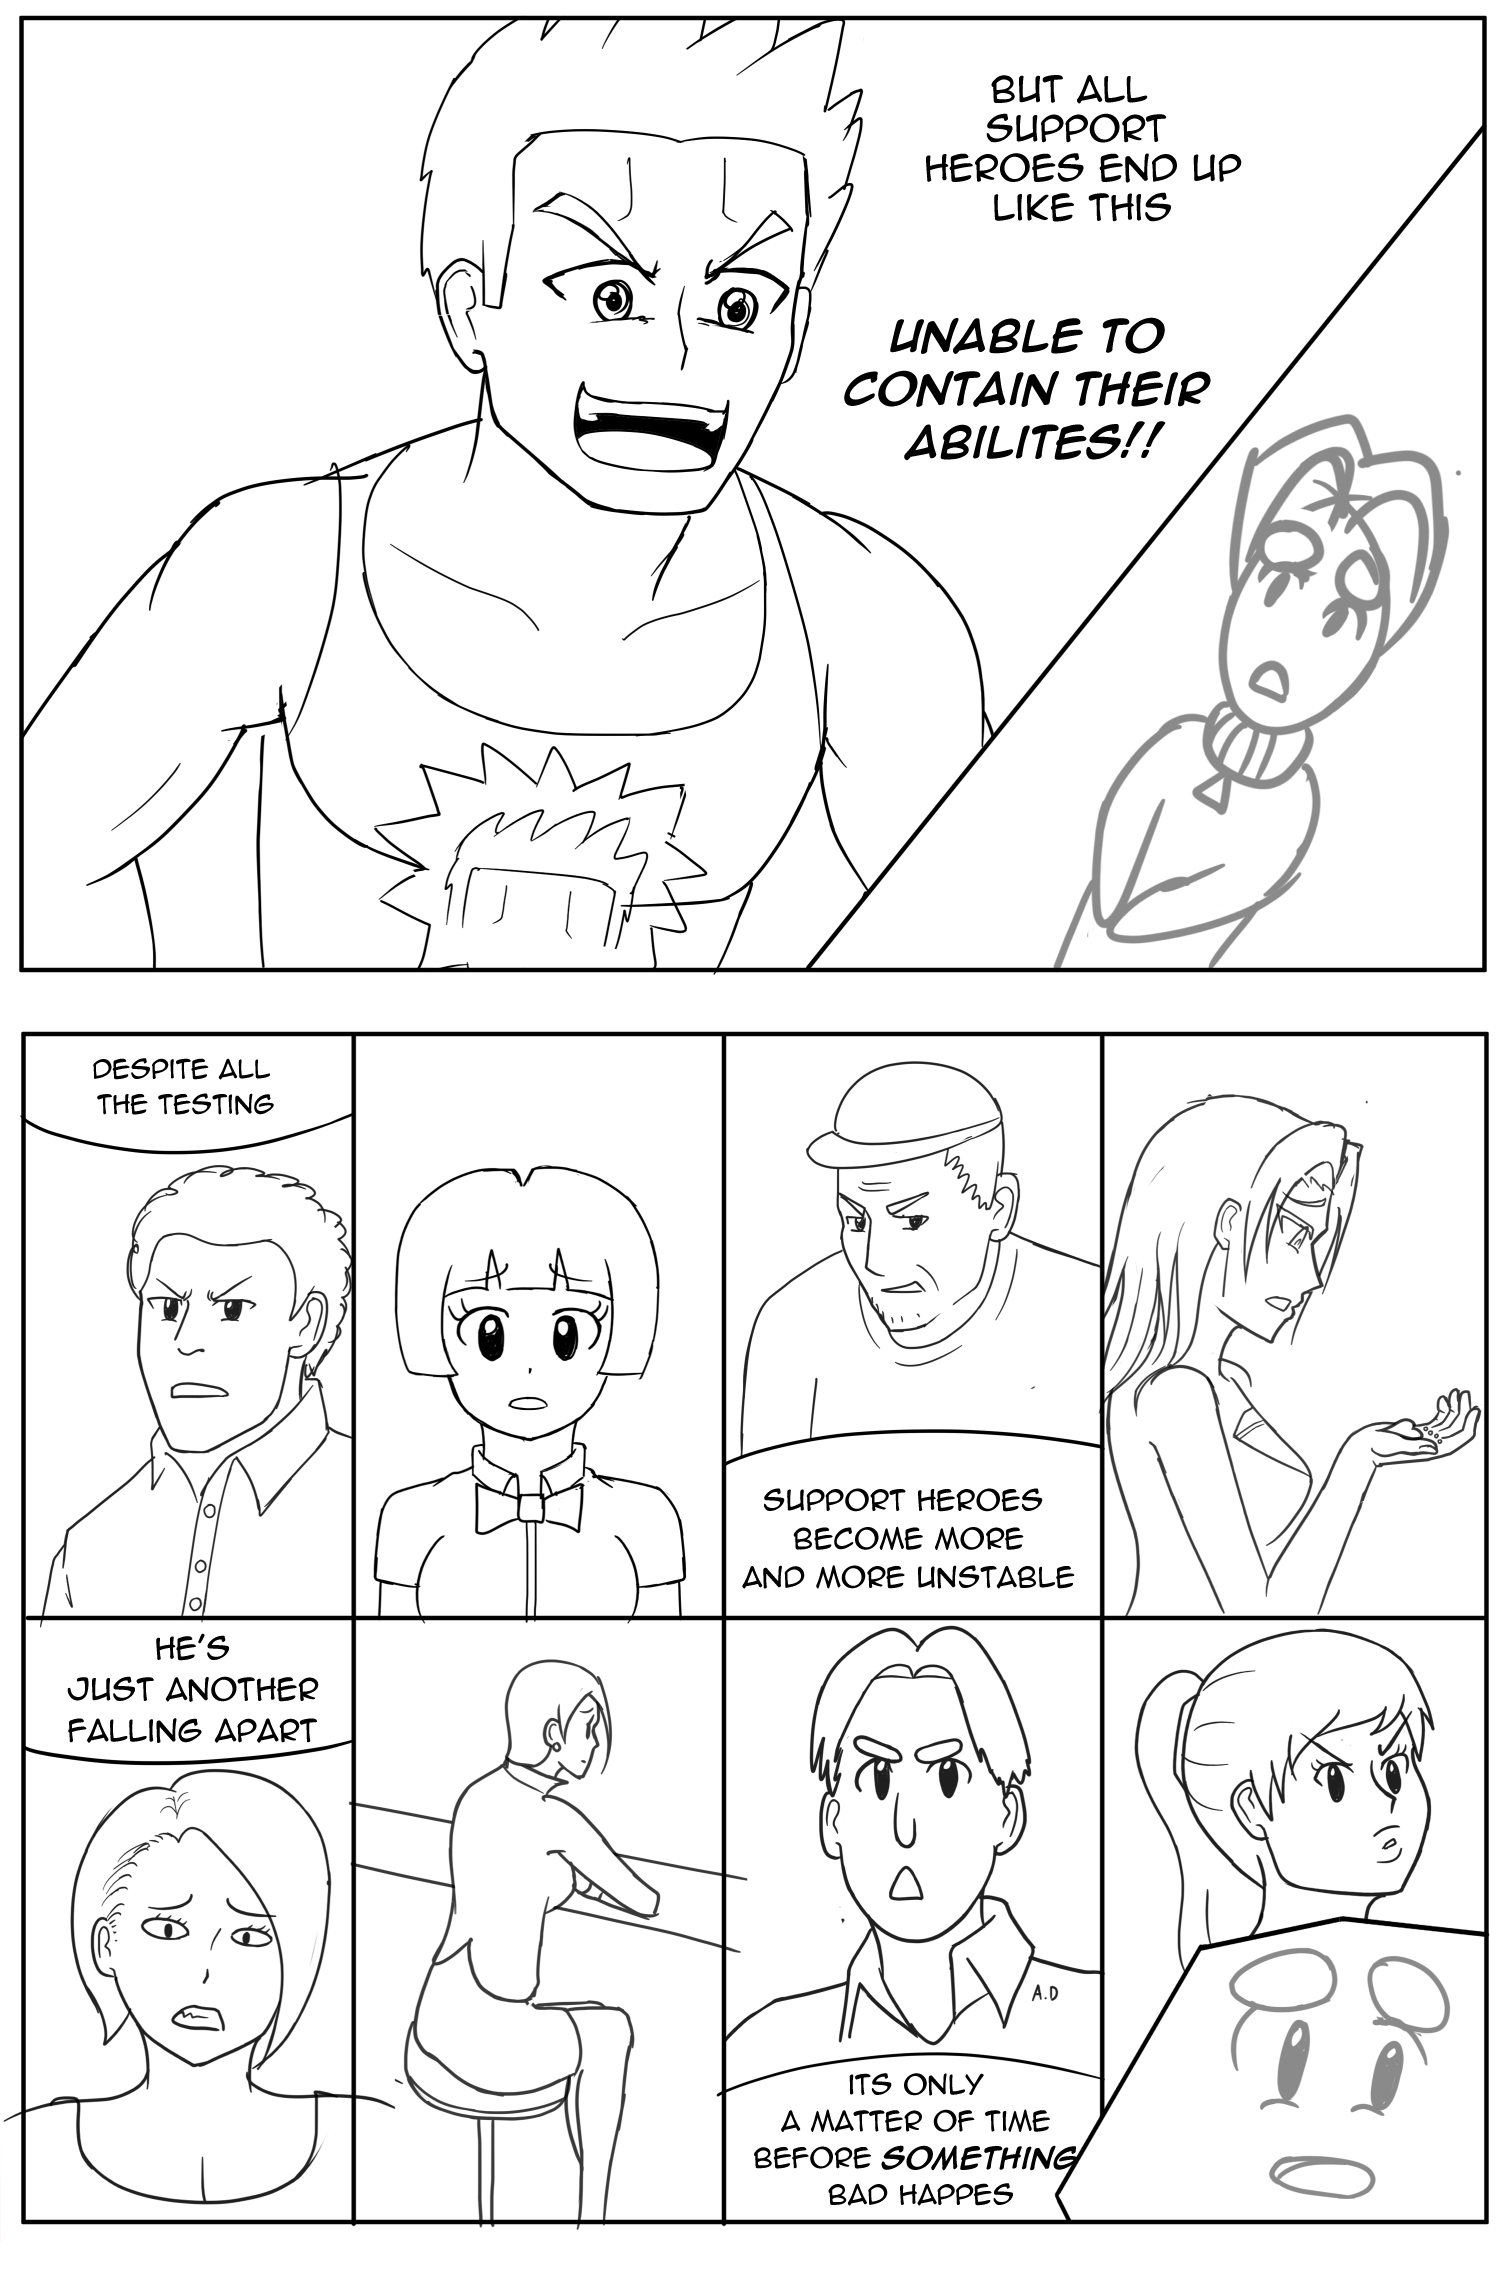 BUT ALL
SUPPORT
HEROES END UP
LIKE THIS
UNABLE TO
CONTAIN THEIR
ABILITES!!
DESPITE ALL
THE TESTING
SUPPORT HEROES
BECOME MORE
AND MORE UNSTABLE
HE'S
JUST ANOTHER
FALLING APART
A.D
ITS ONLY
A MATTER OF TIME
BEFORE SOMETHING
BAD HAPPES